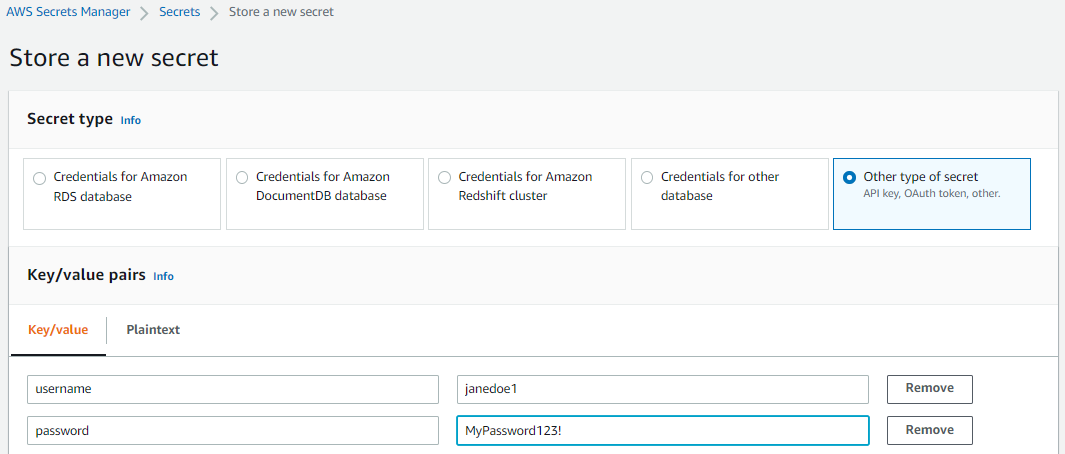 AWS Secrets Manager > Secrets > Store a new secret
Store a new secret
Secret type Info
Credentials for Amazon RDS database
Credentials for Amazon DocumentDB database
Credentials for Amazon Redshift cluster
Credentials for other database
Other type of secret
API key, OAuth token, other.
Key/value pairs Info
Key/value Plaintext
username janedoe1 Remove
password MyPassword123! Remove